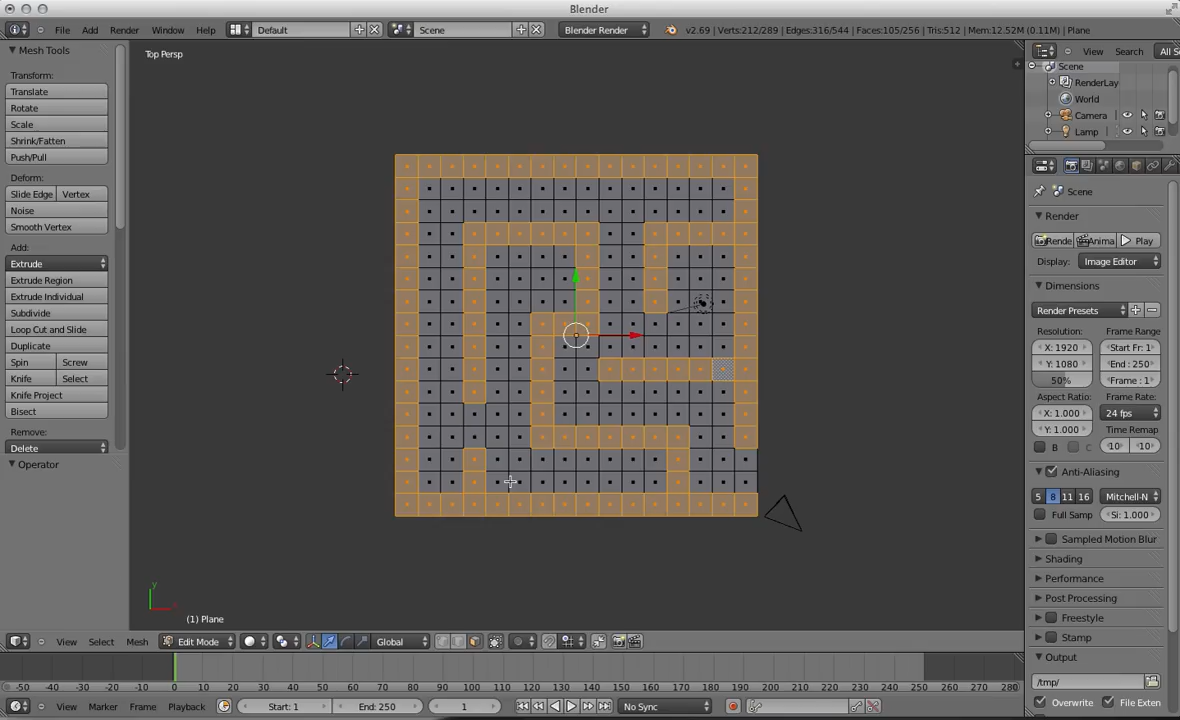 Blender
File Add Render Window Help Default Scene Blender Render v2.69 | Verts:212/289 | Edges:316/544 | Faces:105/256 | Tris:512 | Mem:12.52M (0.11M) | Plane
Mesh Tools
Transform:
Translate
Rotate
Scale
Shrink/Fatten
Push/Pull
Deform:
Slide Edge Vertex
Noise
Smooth Vertex
Add:
Extrude
Extrude Region
Extrude Individual
Subdivide
Loop Cut and Slide
Duplicate
Spin Screw
Knife Select
Knife Project
Bisect
Remove:
Delete
Operator
Top Persp
y
x
(1) Plane
View Search All S
Scene
RenderLay
World
Camera
Lamp
Scene
Render
Rende Anima Play
Display: Image Editor
Dimensions
Render Presets
Resolution: Frame Range
X: 1920 Start Fr: 1
Y: 1080 End : 250
50% Frame : 1
Aspect Ratio: Frame Rate:
X: 1.000 24 fps
Y: 1.000 Time Remap
B C 10 10
Anti-Aliasing
5 8 11 16 Mitchell-N
Full Samp Si: 1.000
Sampled Motion Blur
Shading
Performance
Post Processing
Freestyle
Stamp
Output
/tmp/
Overwrite File Exten
View Select Mesh Edit Mode Global
-50 -40 -30 -20 -10 0 10 20 30 40 50 60 70 80 90 100 110 120 130 140 150 160 170 180 190 200 210 220 230 240 250 260 270 280
View Marker Frame Playback Start: 1 End: 250 1 No Sync